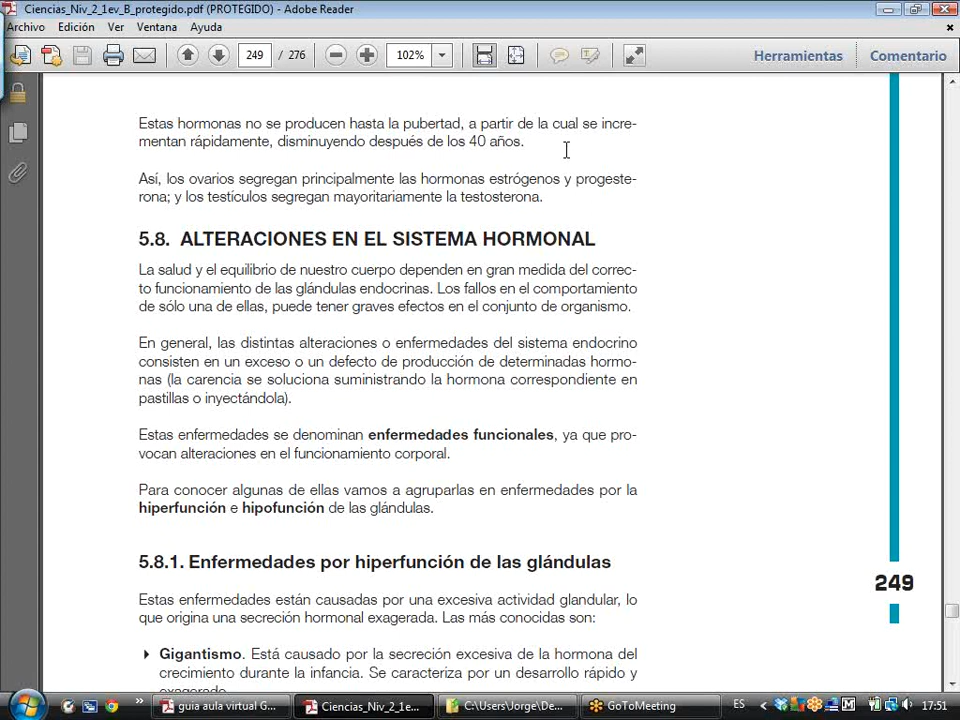 Ciencias_Niv_2_1ev_B_protegido.pdf (PROTEGIDO) - Adobe Reader
Archivo Edición Ver Ventana Ayuda
249 / 276 102% Herramientas Comentario
Estas hormonas no se producen hasta la pubertad, a partir de la cual se incre-
mentan rápidamente, disminuyendo después de los 40 años.
Así, los ovarios segregan principalmente las hormonas estrógenos y progeste-
rona; y los testículos segregan mayoritariamente la testosterona.
5.8. ALTERACIONES EN EL SISTEMA HORMONAL
La salud y el equilibrio de nuestro cuerpo dependen en gran medida del correc-
to funcionamiento de las glándulas endocrinas. Los fallos en el comportamiento
de sólo una de ellas, puede tener graves efectos en el conjunto de organismo.
En general, las distintas alteraciones o enfermedades del sistema endocrino
consisten en un exceso o un defecto de producción de determinadas hormo-
nas (la carencia se soluciona suministrando la hormona correspondiente en
pastillas o inyectándola).
Estas enfermedades se denominan enfermedades funcionales, ya que pro-
vocan alteraciones en el funcionamiento corporal.
Para conocer algunas de ellas vamos a agruparlas en enfermedades por la
hiperfunción e hipofunción de las glándulas.
5.8.1. Enfermedades por hiperfunción de las glándulas
249
Estas enfermedades están causadas por una excesiva actividad glandular, lo
que origina una secreción hormonal exagerada. Las más conocidas son:
Gigantismo. Está causado por la secreción excesiva de la hormona del
crecimiento durante la infancia. Se caracteriza por un desarrollo rápido y
exagerado
» guia aula virtual G... Ciencias_Niv_2_1e... C:\Users\Jorge\De... GoToMeeting ES < 17:51